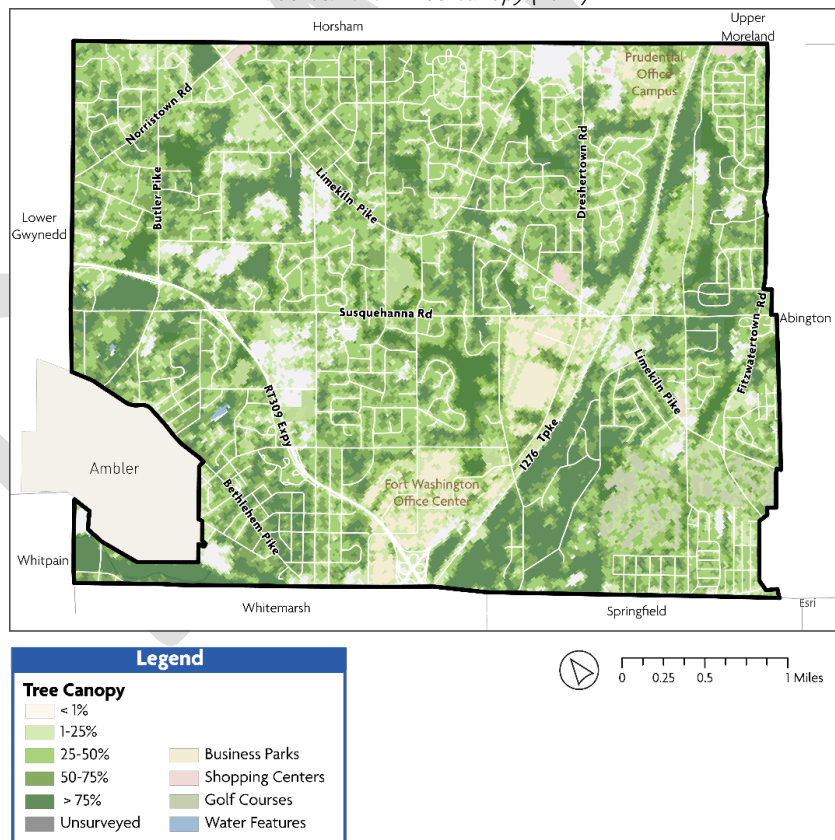 Horsham
Upper
Moreland
Prudential
Office
Campus
Norristown Rd
Butler Pike
Limekiln Pike
Dreshertown Rd
Lower
Gwynedd
Susquehanna Rd
Abington
Fitzwatertown Rd
Limekiln Pike
RT309 Expy
I276 Tpke
Ambler
Fort Washington
Office Center
Bethlehem Pike
Whitpain
Whitemarsh
Springfield
Esri
Legend
Tree Canopy
< 1%
1-25%
25-50%
50-75%
> 75%
Unsurveyed
Business Parks
Shopping Centers
Golf Courses
Water Features
0 0.25 0.5 1 Miles